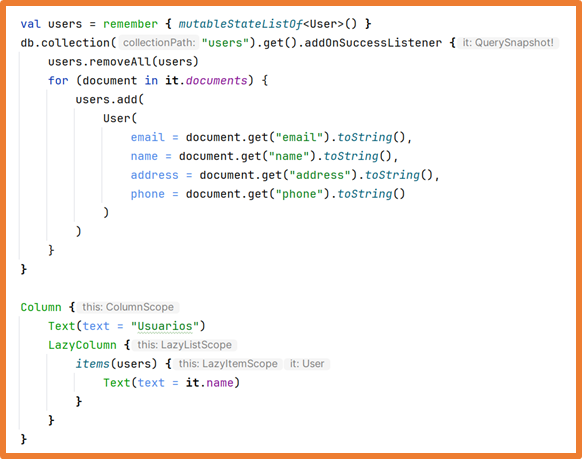 val users = remember { mutableStateListOf<User>() }
db.collection( collectionPath: "users").get().addOnSuccessListener { it: QuerySnapshot!
    users.removeAll(users)
    for (document in it.documents) {
        users.add(
            User(
                email = document.get("email").toString(),
                name = document.get("name").toString(),
                address = document.get("address").toString(),
                phone = document.get("phone").toString()
            )
        )
    }
}
Column { this: ColumnScope
    Text(text = "Usuarios")
    LazyColumn { this: LazyListScope
        items(users) { this: LazyItemScope it: User
            Text(text = it.name)
        }
    }
}